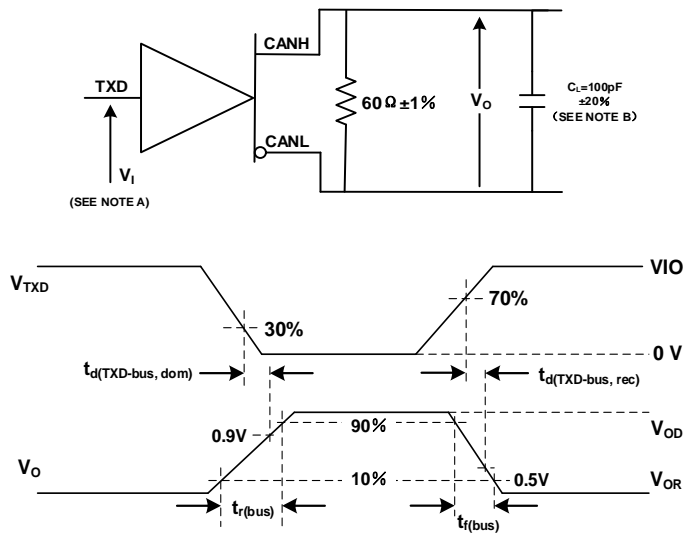 CANH
TXD
60Ω±1%
VO
CL=100pF
±20%
(SEE NOTE B)
CANL
VI
(SEE NOTE A)
VTXD
VIO
30%
70%
0 V
td(TXD-bus, dom)
td(TXD-bus, rec)
0.9V
90%
VOD
VO
10%
0.5V
VOR
tr(bus)
tf(bus)